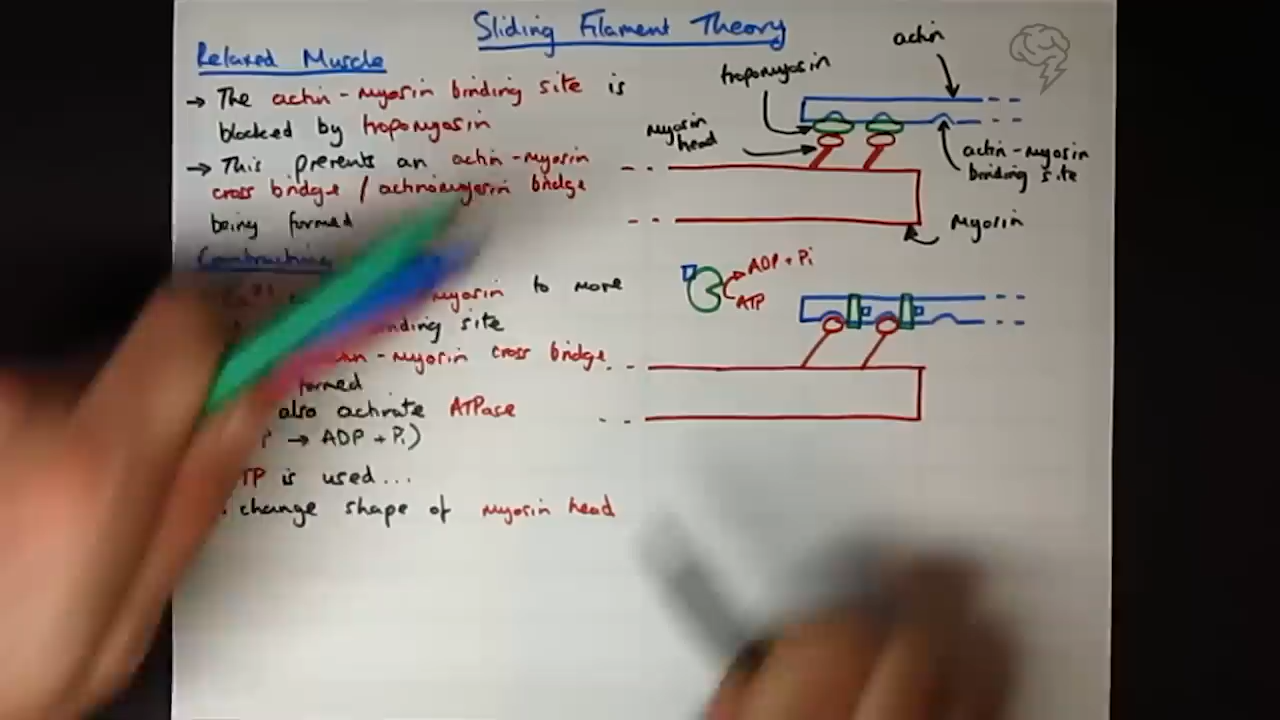 Sliding Filament Theory
Relaxed Muscle
→ The actin-myosin binding site is
blocked by tropomyosin
→ This prevents an actin-myosin
cross bridge / actinomyosin bridge
being formed
myosin to move
binding site
-myosin cross bridge
formed
also activate ATPase
→ ADP + Pi)
is used...
change shape of myosin head
actin
tropomyosin
myosin
head
actin-myosin
binding site
Myosin
ADP + Pi
ATP